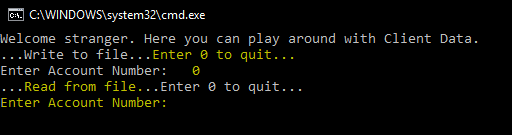 C:\WINDOWS\system32\cmd.exe
Welcome stranger. Here you can play around with Client Data.
...Write to file...Enter 0 to quit...
Enter Account Number:   0
...Read from file...Enter 0 to quit...
Enter Account Number: